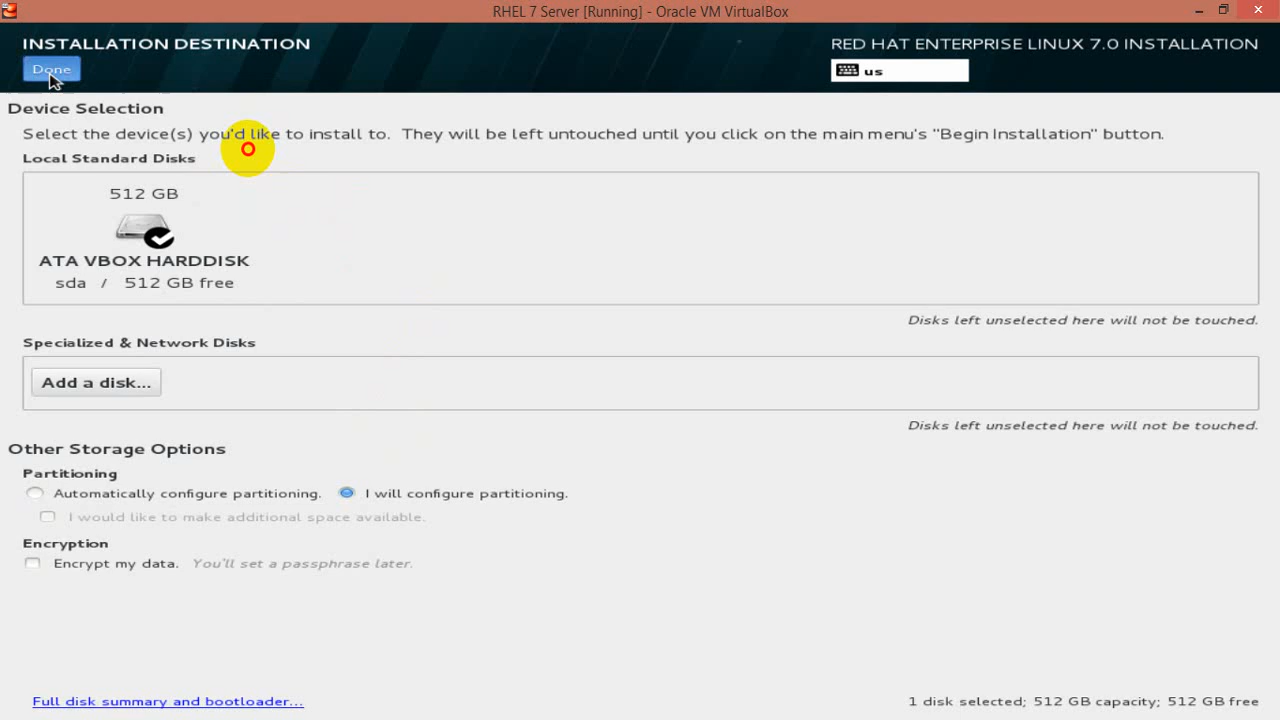 RHEL 7 Server [Running] - Oracle VM VirtualBox
INSTALLATION DESTINATION
RED HAT ENTERPRISE LINUX 7.0 INSTALLATION
Done
us
Device Selection
Select the device(s) you'd like to install to. They will be left untouched until you click on the main menu's "Begin Installation" button.
Local Standard Disks
512 GB
ATA VBOX HARDDISK
sda / 512 GB free
Disks left unselected here will not be touched.
Specialized & Network Disks
Add a disk...
Disks left unselected here will not be touched.
Other Storage Options
Partitioning
Automatically configure partitioning. I will configure partitioning.
I would like to make additional space available.
Encryption
Encrypt my data. You'll set a passphrase later.
Full disk summary and bootloader...
1 disk selected; 512 GB capacity; 512 GB free